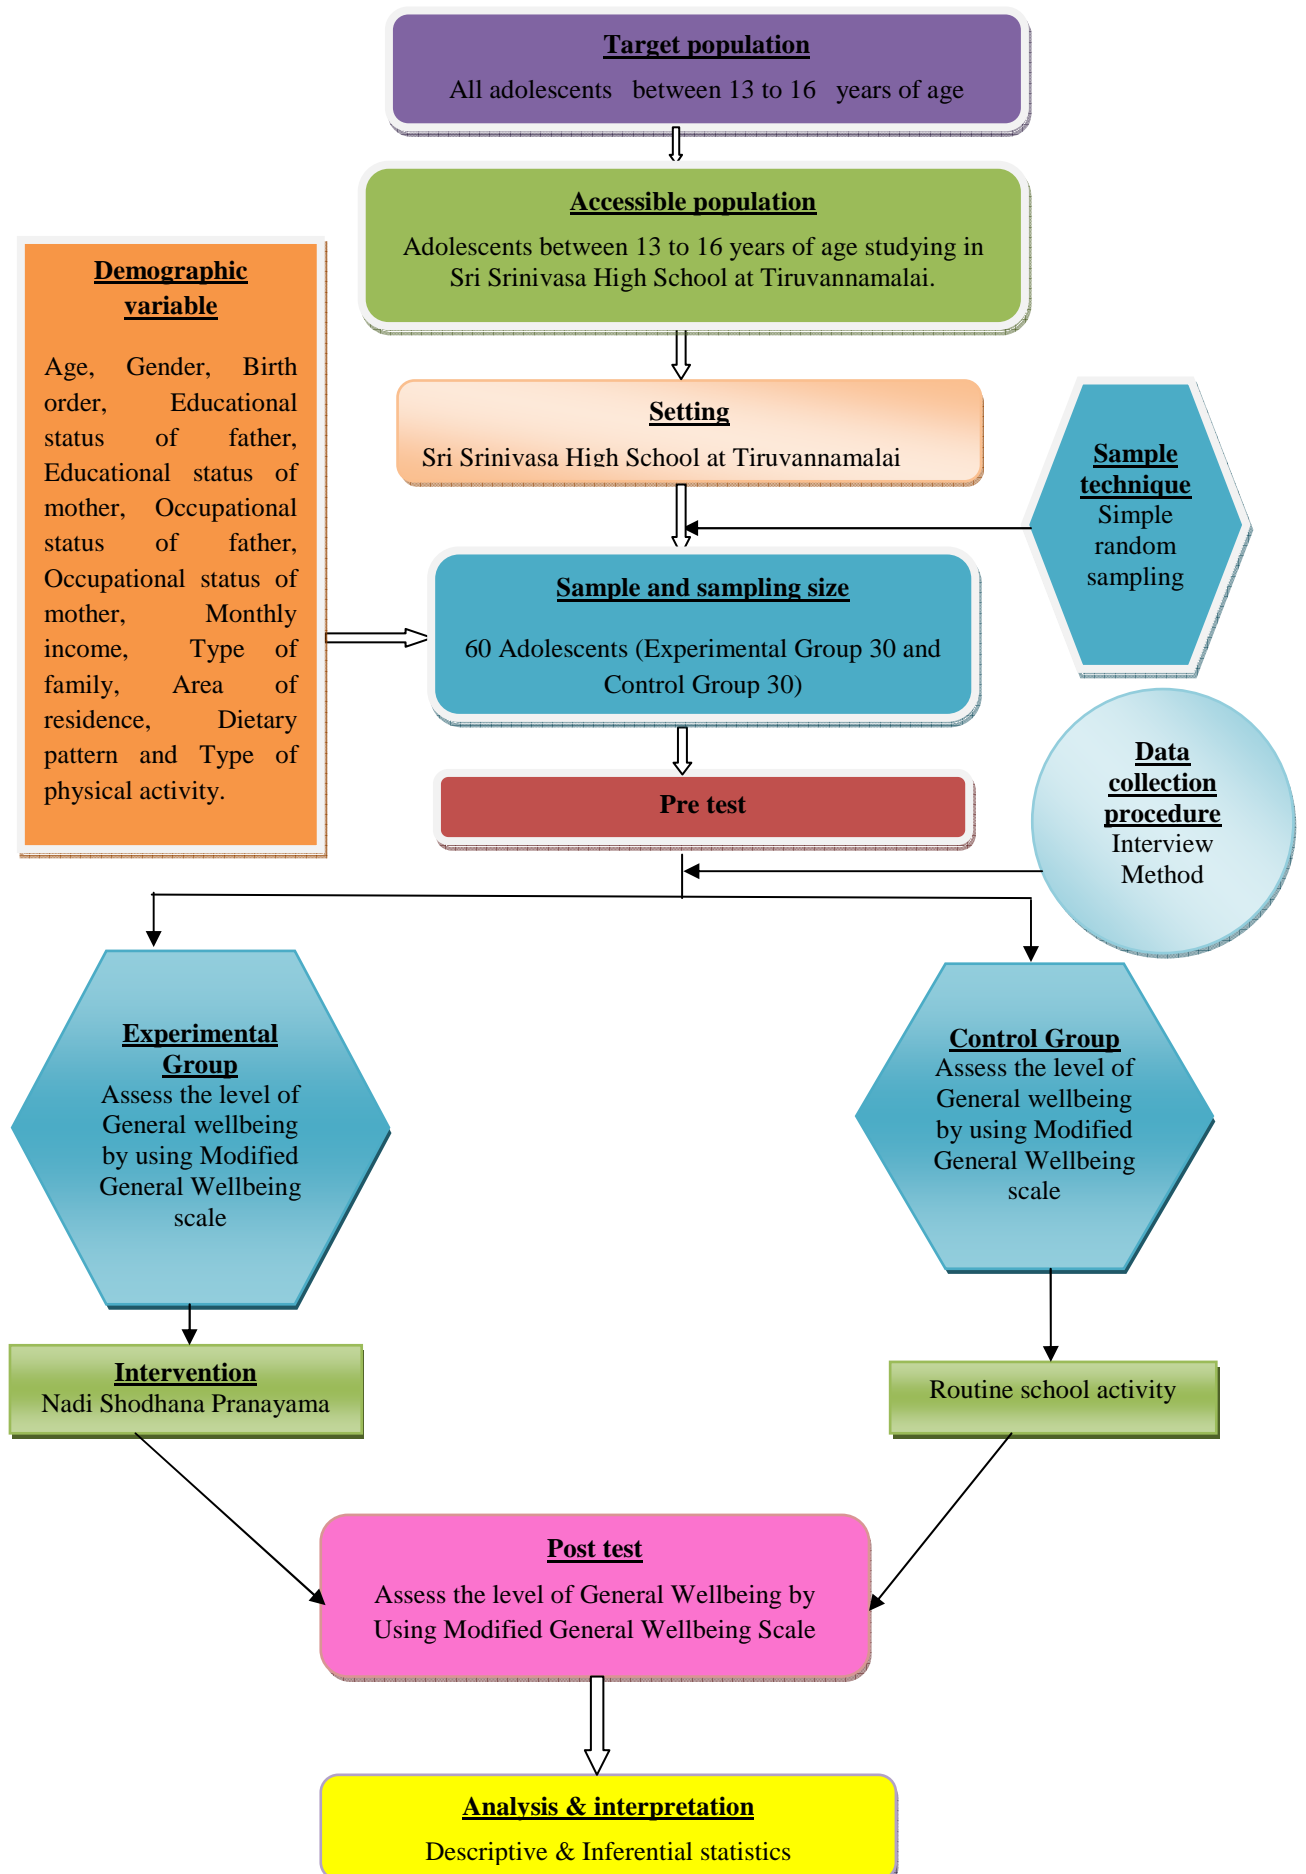 Target population
All adolescents between 13 to 16 years of age
Accessible population
Adolescents between 13 to 16 years of age studying in
Sri Srinivasa High School at Tiruvannamalai.
Demographic
variable
Age, Gender, Birth
order, Educational
status of father,
Educational status of
mother, Occupational
status of father,
Occupational status of
mother, Monthly
income, Type of
family, Area of
residence, Dietary
pattern and Type of
physical activity.
Setting
Sri Srinivasa High School at Tiruvannamalai
Sample
technique
Simple
random
sampling
Sample and sampling size
60 Adolescents (Experimental Group 30 and
Control Group 30)
Pre test
Data
collection
procedure
Interview
Method
Experimental
Group
Assess the level of
General wellbeing
by using Modified
General Wellbeing
scale
Control Group
Assess the level of
General wellbeing
by using Modified
General Wellbeing
scale
Intervention
Nadi Shodhana Pranayama
Routine school activity
Post test
Assess the level of General Wellbeing by
Using Modified General Wellbeing Scale
Analysis & interpretation
Descriptive & Inferential statistics